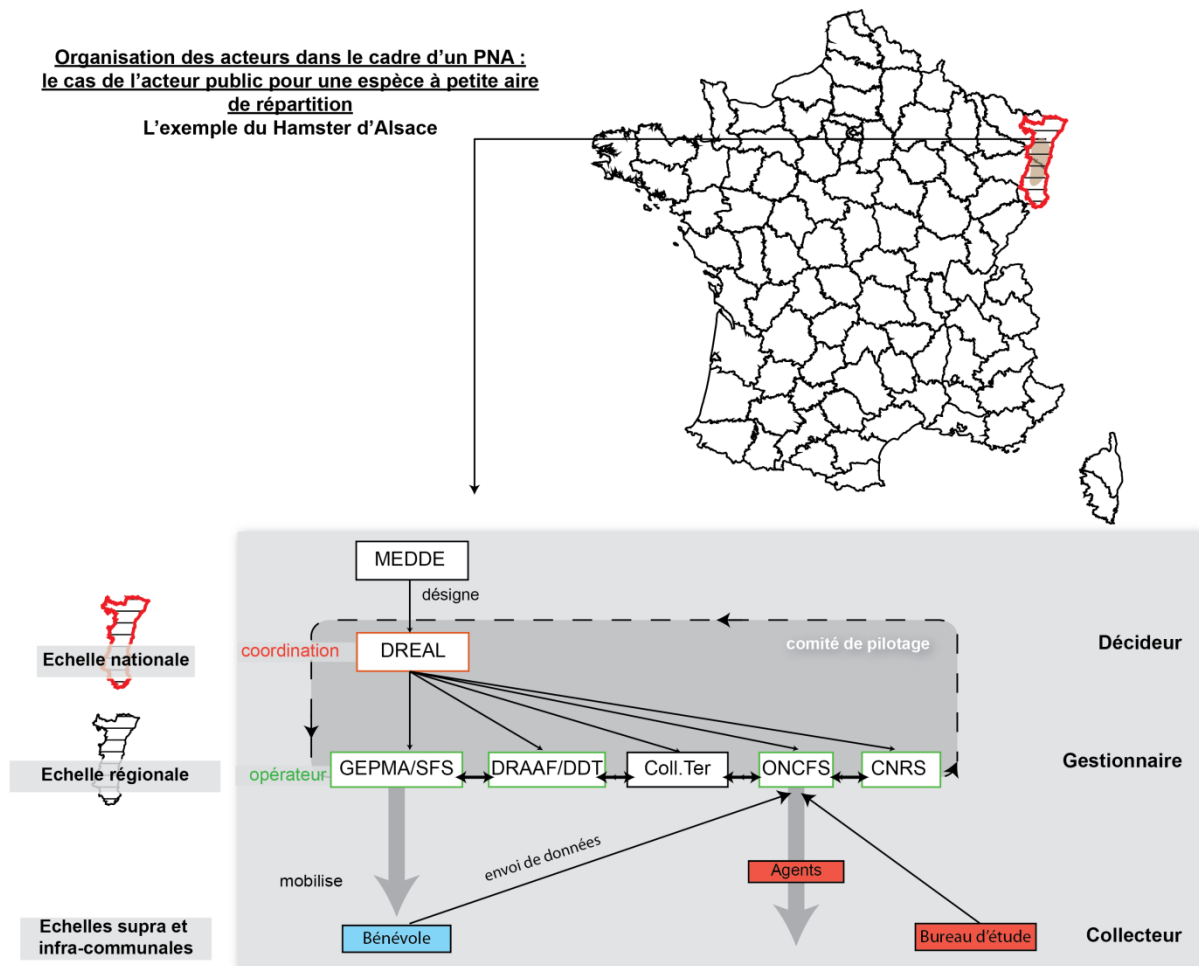 Organisation des acteurs dans le cadre d'un PNA :
le cas de l'acteur public pour une espèce à petite aire
de répartition
L'exemple du Hamster d'Alsace
MEDDE
désigne
Echelle nationale
coordination
DREAL
comité de pilotage
Décideur
Echelle régionale
opérateur
GEPMA/SFS
DRAAF/DDT
Coll.Ter
ONCFS
CNRS
Gestionnaire
mobilise
envoi de données
Agents
Echelles supra et
infra-communales
Bénévole
Bureau d'étude
Collecteur